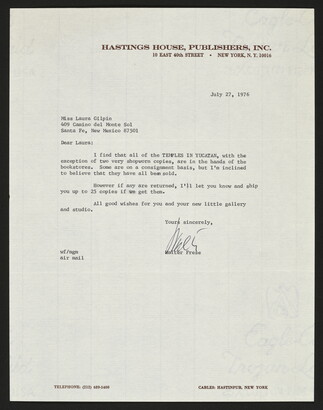 HASTINGS HOUSE, PUBLISHERS, INC.
10 EAST 40th STREET • NEW YORK, N. Y. 10016
July 27, 1976
Miss Laura Gilpin
409 Camino del Monte Sol
Santa Fe, New Mexico 87501
Dear Laura:
I find that all of the TEMPLES IN YUCATAN, with the
exception of two very shopworn copies, are in the hands of the
bookstores. Some are on a consignment basis, but I'm inclined
to believe that they have all been sold.
However if any are returned, I'll let you know and ship
you up to 25 copies if we get them.
All good wishes for you and your new little gallery
and studio.
Yours sincerely,
Walter Frese
wf/mgm
air mail
TELEPHONE: (212) 689-5400
CABLES: HASTINPUB, NEW YORK